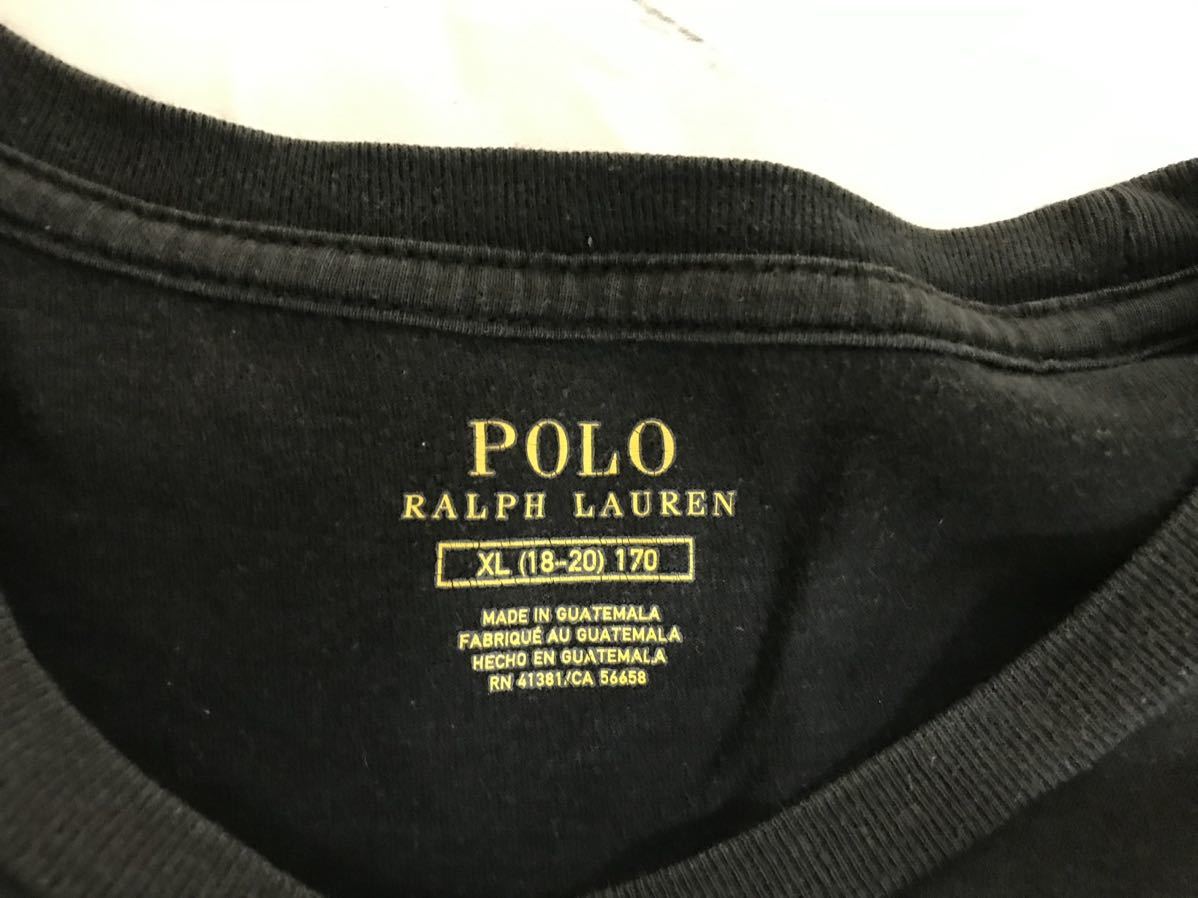 POLO
RALPH LAUREN
XL (18-20) 170
MADE IN GUATEMALA
FABRIQUÉ AU GUATEMALA
HECHO EN GUATEMALA
RN 41381/CA 56658